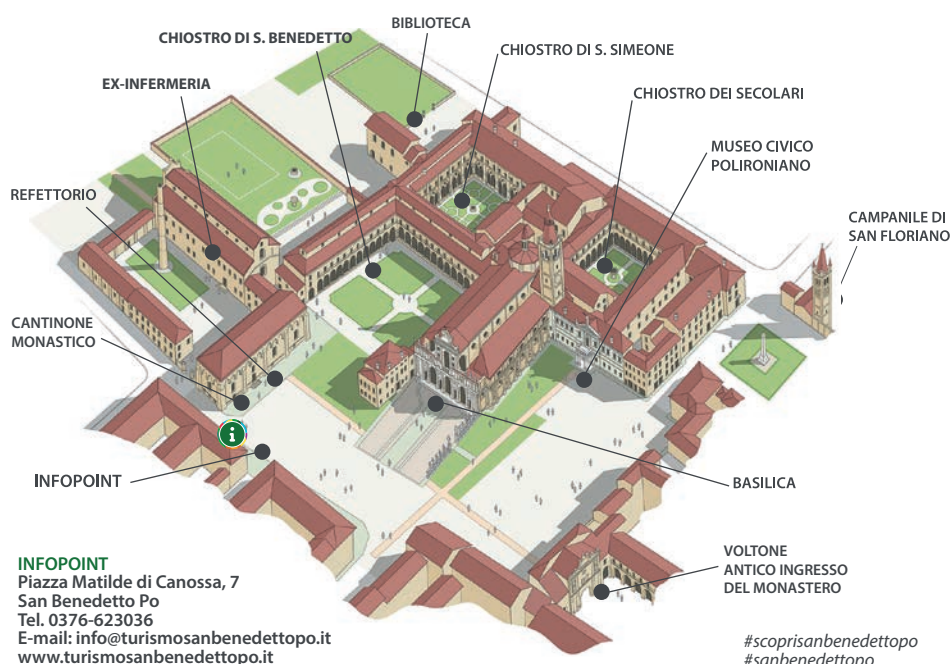 BIBLIOTECA
CHIOSTRO DI S. BENEDETTO
CHIOSTRO DI S. SIMEONE
EX-INFERMERIA
CHIOSTRO DEI SECOLARI
MUSEO CIVICO
POLIRONIANO
REFETTORIO
CAMPANILE DI
SAN FLORIANO
CANTINONE
MONASTICO
i
INFOPOINT
BASILICA
VOLTONE
ANTICO INGRESSO
DEL MONASTERO
INFOPOINT
Piazza Matilde di Canossa, 7
San Benedetto Po
Tel. 0376-623036
E-mail: info@turismosanbenedettopo.it
www.turismosanbenedettopo.it
#scoprisanbenedettopo
#sanbenedettopo